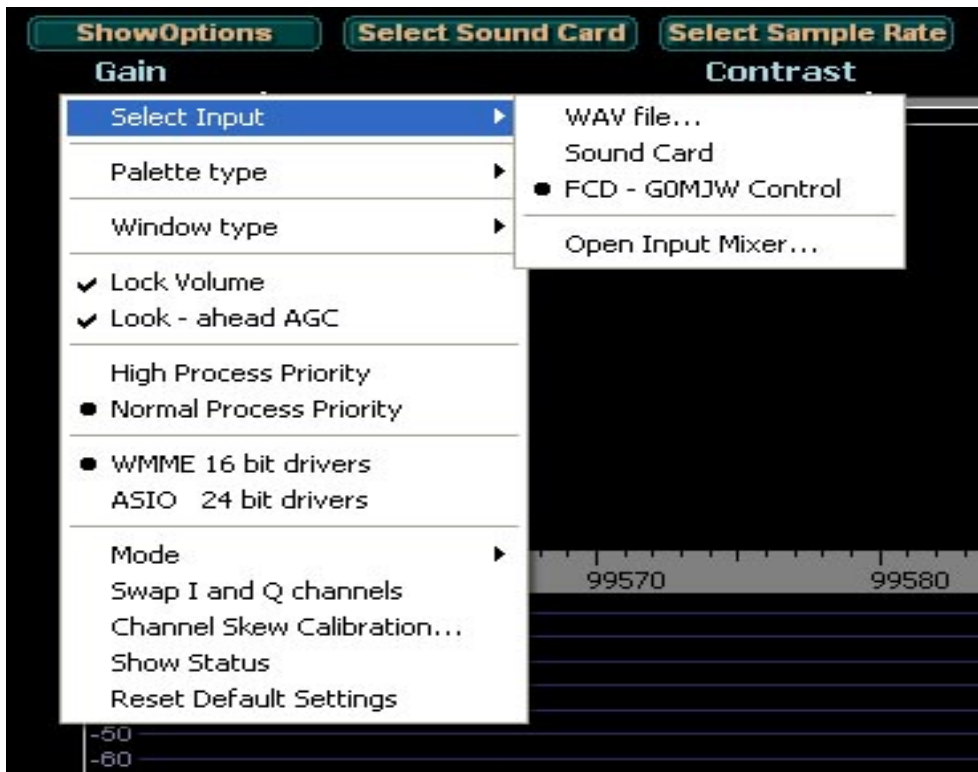 ShowOptions
Select Sound Card
Select Sample Rate
Gain
Contrast
Select Input
Palette type
Window type
Lock Volume
Look - ahead AGC
High Process Priority
Normal Process Priority
WMME 16 bit drivers
ASIO 24 bit drivers
Mode
Swap I and Q channels
Channel Skew Calibration...
Show Status
Reset Default Settings
WAV file...
Sound Card
FCD - G0MJW Control
Open Input Mixer...
99570
99580
-50
-60